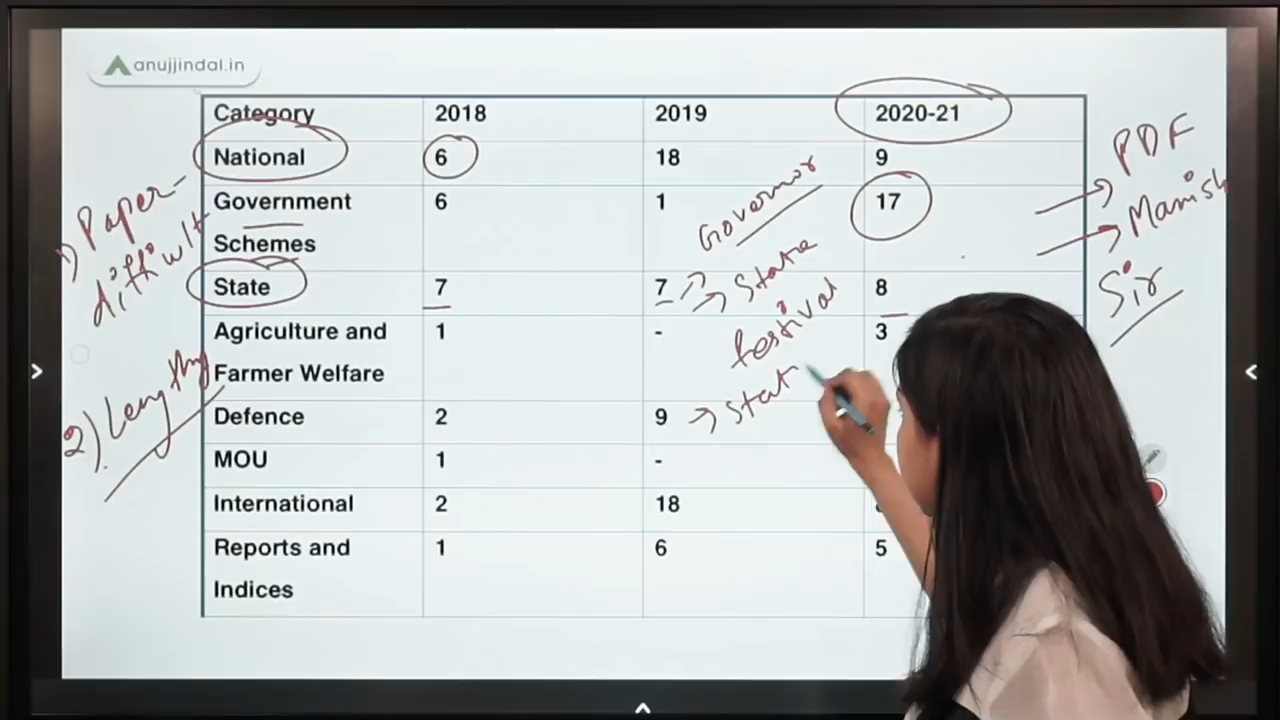 anujjindal.in
Category 2018 2019 2020-21
National 6 18 9
Government
Schemes 6 1 17
State 7 7 8
Agriculture and
Farmer Welfare 1 - 3
Defence 2 9
MOU 1 -
International 2 18
Reports and
Indices 1 6 5
1) Paper-
difficult
2) Lengthy
Governor
→ State
festival
→ Stat
→ PDF
→ Manish
Sir